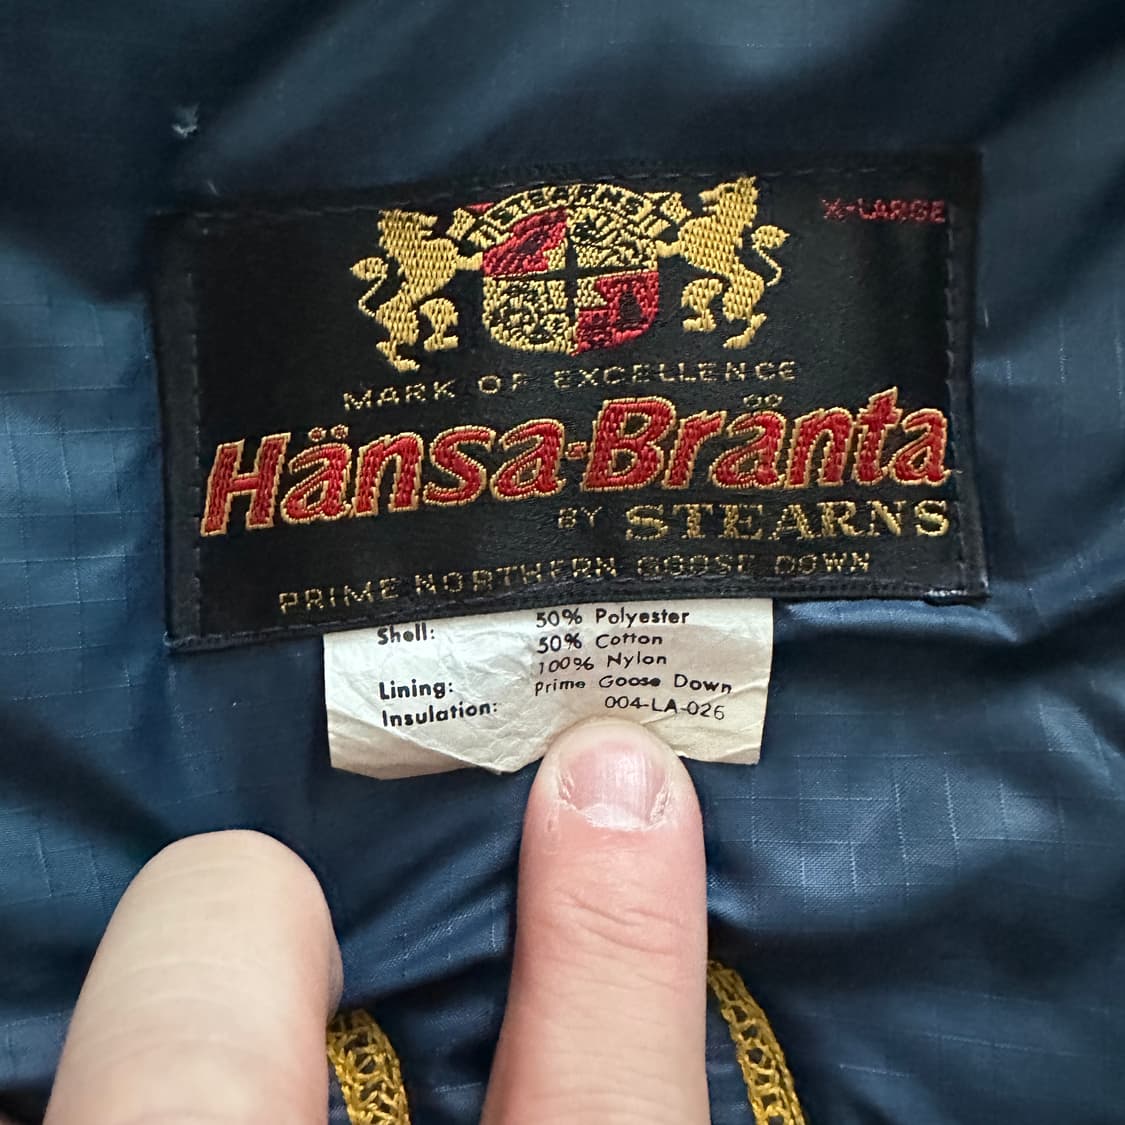 STEARNS
X-LARGE
MARK OF EXCELLENCE
Hänsa-Bränta
BY STEARNS
PRIME NORTHERN GOOSE DOWN
Shell: 50% Polyester
50% Cotton
100% Nylon
Lining: Prime Goose Down
Insulation: 004-LA-026